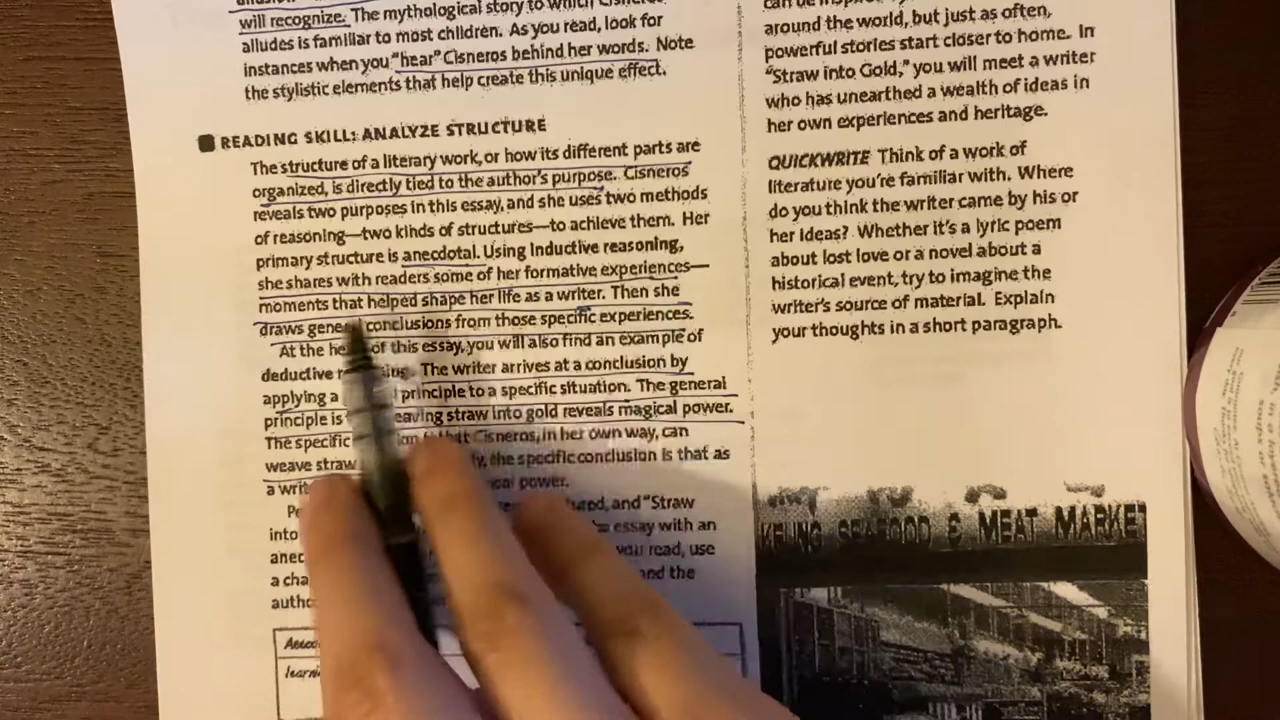 will recognize. The mythological story to which
alludes is familiar to most children. As you read, look for
instances when you "hear" Cisneros behind her words. Note
the stylistic elements that help create this unique effect.
READING SKILL: ANALYZE STRUCTURE
The structure of a literary work, or how its different parts are
organized, is directly tied to the author's purpose. Cisneros
reveals two purposes in this essay, and she uses two methods
of reasoning—two kinds of structures—to achieve them. Her
primary structure is anecdotal. Using inductive reasoning,
she shares with readers some of her formative experiences—
moments that helped shape her life as a writer. Then she
draws conclusions from those specific experiences.
At the of this essay, you will also find an example of
deductive The writer arrives at a conclusion by
applying a principle to a specific situation. The general
principle is straw into gold reveals magical power.
The specific Cisneros, in her own way, can
weave straw the specific conclusion is that as
a power.
and "Straw
into essay with an
you read, use
a and the
around the world, but just as often,
powerful stories start closer to home. In
"Straw into Gold," you will meet a writer
who has unearthed a wealth of ideas in
her own experiences and heritage.
QUICKWRITE Think of a work of
literature you're familiar with. Where
do you think the writer came by his or
her ideas? Whether it's a lyric poem
about lost love or a novel about a
historical event, try to imagine the
writer's source of material. Explain
your thoughts in a short paragraph.
SEAFOOD & MEAT MARKET